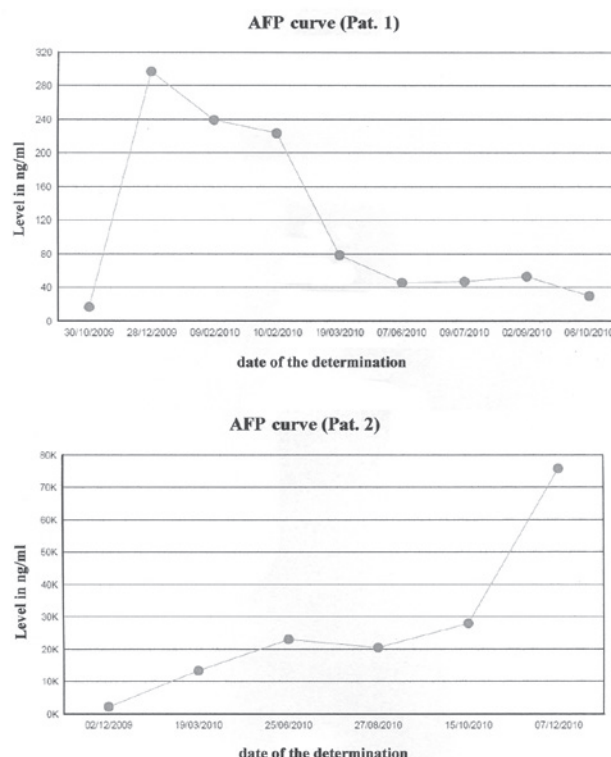 AFP curve (Pat. 1)
Level in ng/ml
320
280
240
200
160
120
80
40
0
30/10/2009 28/12/2009 09/02/2010 10/02/2010 19/03/2010 07/06/2010 09/07/2010 02/09/2010 06/10/2010
date of the determination
AFP curve (Pat. 2)
Level in ng/ml
80K
70K
60K
50K
40K
30K
20K
10K
0K
02/12/2009 19/03/2010 25/06/2010 27/08/2010 15/10/2010 07/12/2010
date of the determination